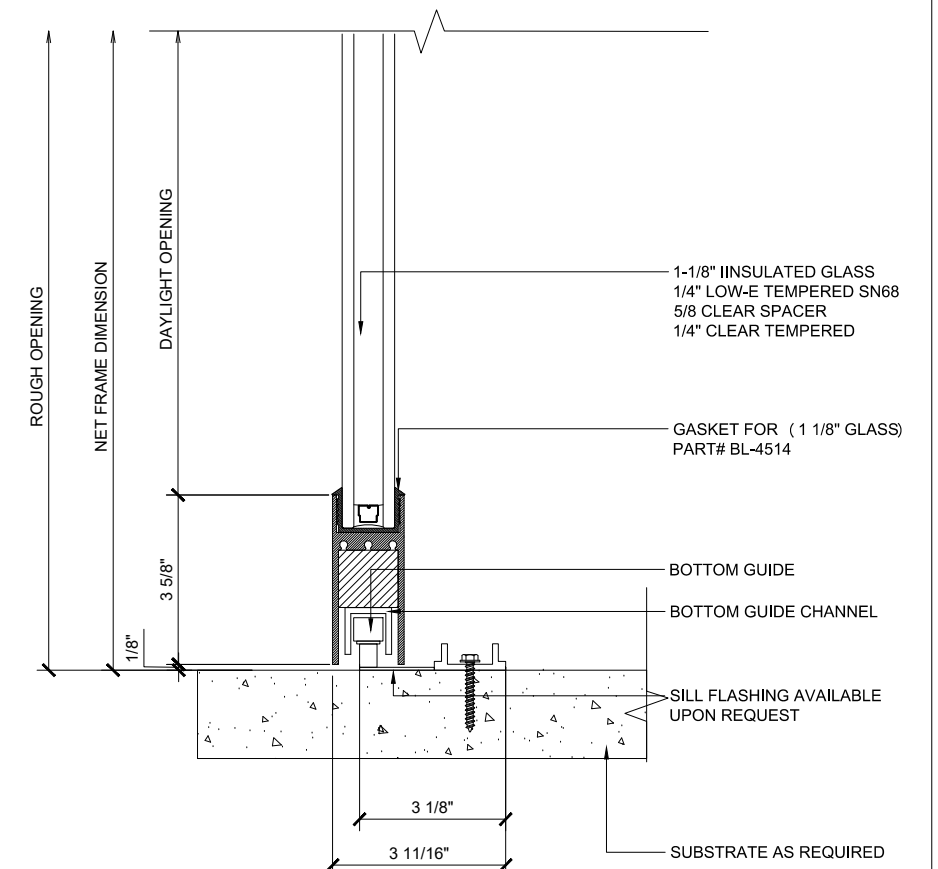 ROUGH OPENING
NET FRAME DIMENSION
DAYLIGHT OPENING
1-1/8" IINSULATED GLASS
1/4" LOW-E TEMPERED SN68
5/8 CLEAR SPACER
1/4" CLEAR TEMPERED
GASKET FOR ( 1 1/8" GLASS)
PART# BL-4514
3 5/8"
1/8"
BOTTOM GUIDE
BOTTOM GUIDE CHANNEL
SILL FLASHING AVAILABLE
UPON REQUEST
3 1/8"
3 11/16"
SUBSTRATE AS REQUIRED